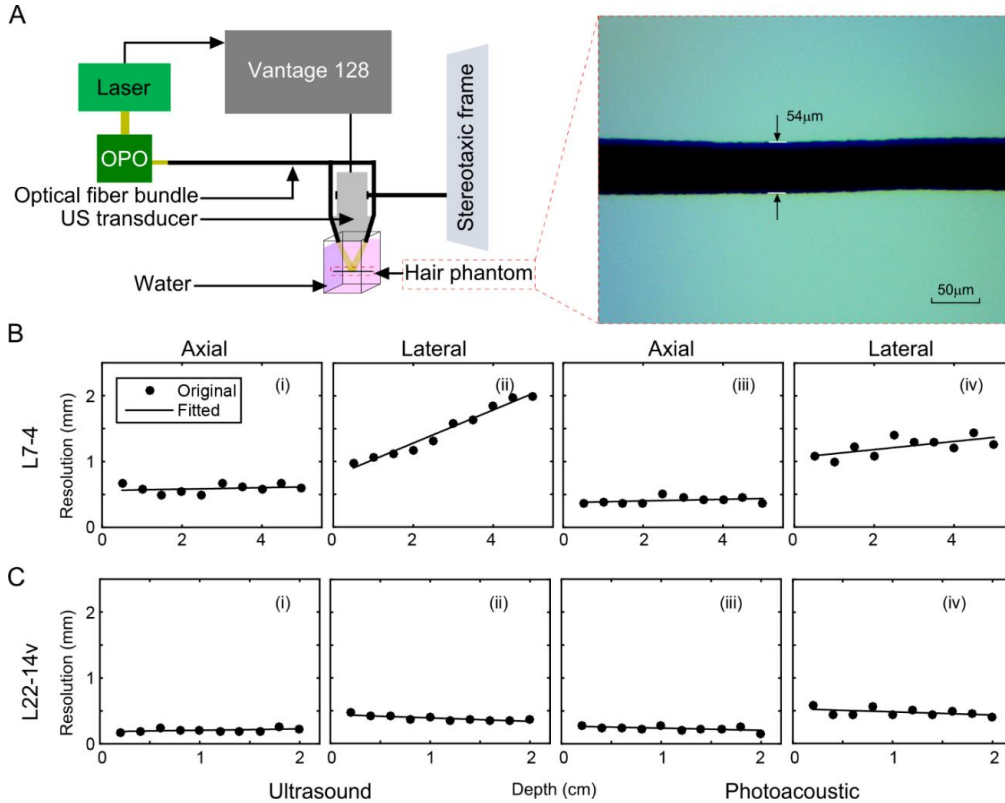 A
Vantage 128
Laser
OPO
Optical fiber bundle
US transducer
Water
Hair phantom
Stereotaxic frame
54μm
50μm
B
Axial
Lateral
Axial
Lateral
L7-4
Resolution (mm)
2
1
0
Original
Fitted
(i)
(ii)
(iii)
(iv)
0 2 4
0 2 4
0 2 4
0 2 4
C
L22-14v
Resolution (mm)
2
1
0
(i)
(ii)
(iii)
(iv)
0 1 2
0 1 2
0 1 2
0 1 2
Ultrasound
Depth (cm)
Photoacoustic